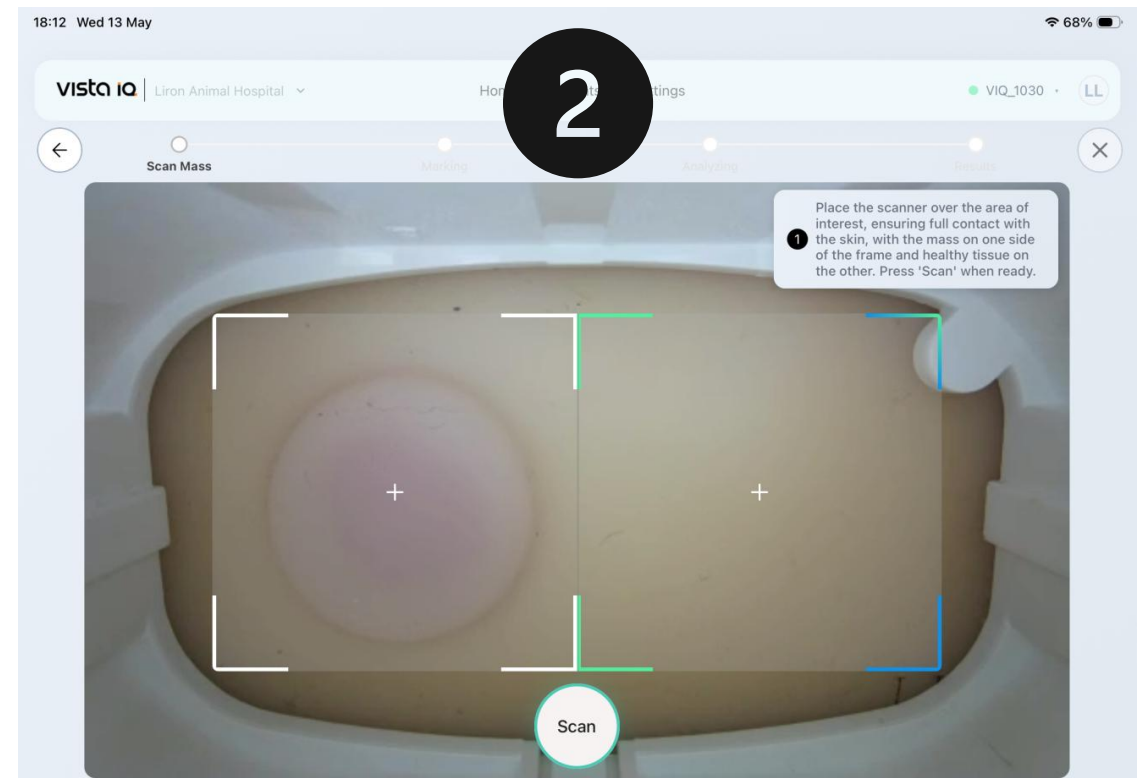 18:12 Wed 13 May
68%
2
vista iQ Liron Animal Hospital
VIQ_1030
LL
Scan Mass
Marking
Analyzing
Results
1
Place the scanner over the area of
interest, ensuring full contact with
the skin, with the mass on one side
of the frame and healthy tissue on
the other. Press 'Scan' when ready.
Scan